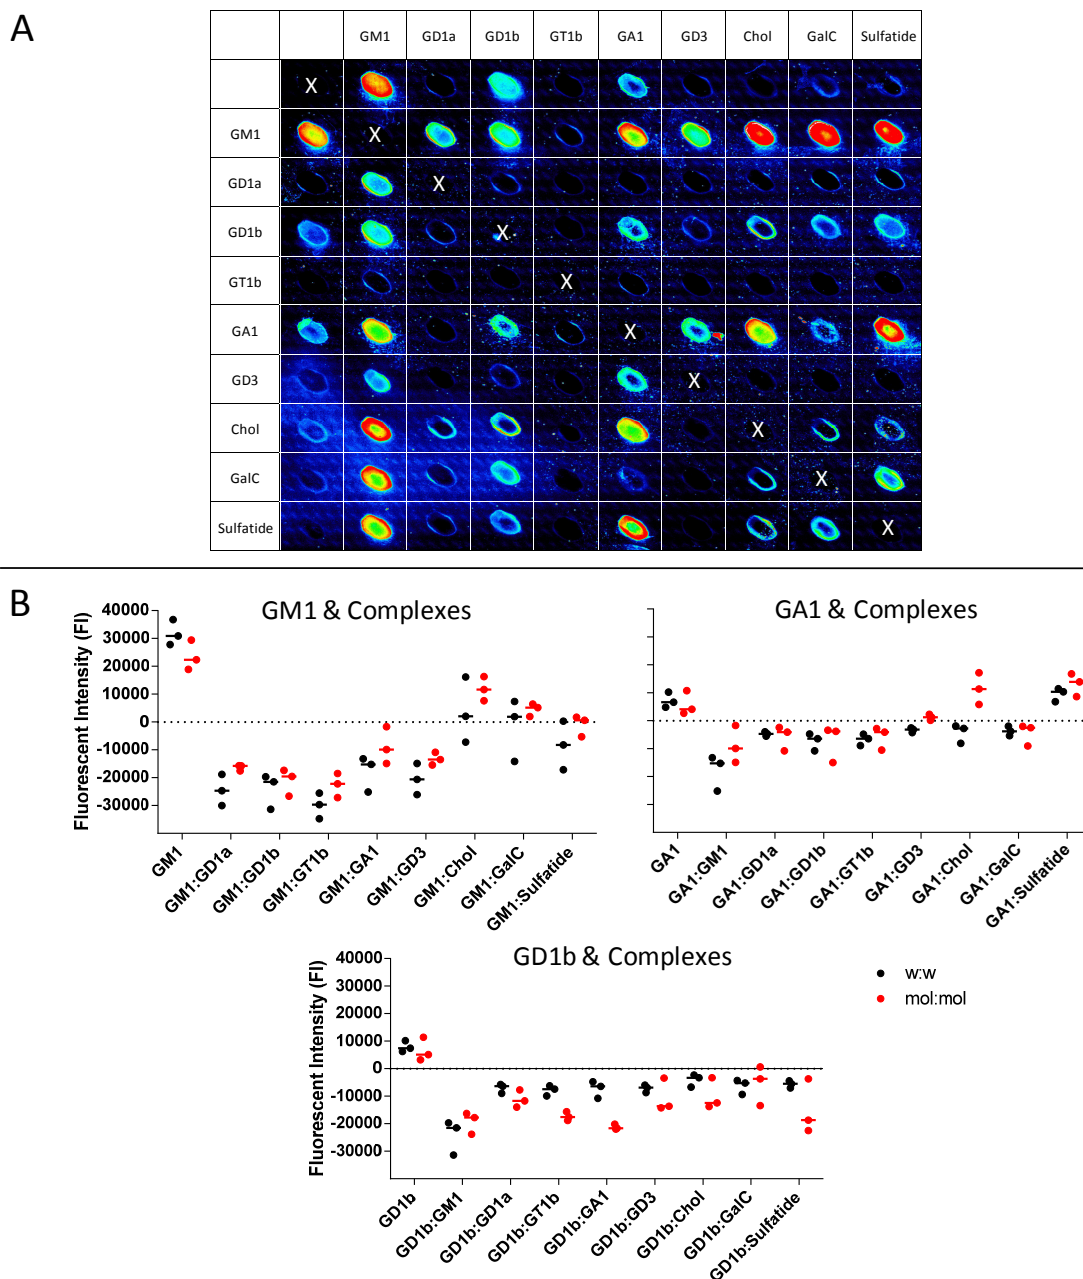 A
GM1 GD1a GD1b GT1b GA1 GD3 Chol GalC Sulfatide
X
GM1 X
GD1a X
GD1b X
GT1b X
GA1 X
GD3 X
Chol X
GalC X
Sulfatide X
B
GM1 & Complexes
Fluorescent Intensity (FI)
40000
30000
20000
10000
0
-10000
-20000
-30000
GM1
GM1:GD1a
GM1:GD1b
GM1:GT1b
GM1:GA1
GM1:GD3
GM1:Chol
GM1:GalC
GM1:Sulfatide
GA1 & Complexes
GA1
GA1:GM1
GA1:GD1a
GA1:GD1b
GA1:GT1b
GA1:GD3
GA1:Chol
GA1:GalC
GA1:Sulfatide
GD1b & Complexes
Fluorescent Intensity (FI)
40000
30000
20000
10000
0
-10000
-20000
-30000
GD1b
GD1b:GM1
GD1b:GD1a
GD1b:GT1b
GD1b:GA1
GD1b:GD3
GD1b:Chol
GD1b:GalC
GD1b:Sulfatide
w:w
mol:mol